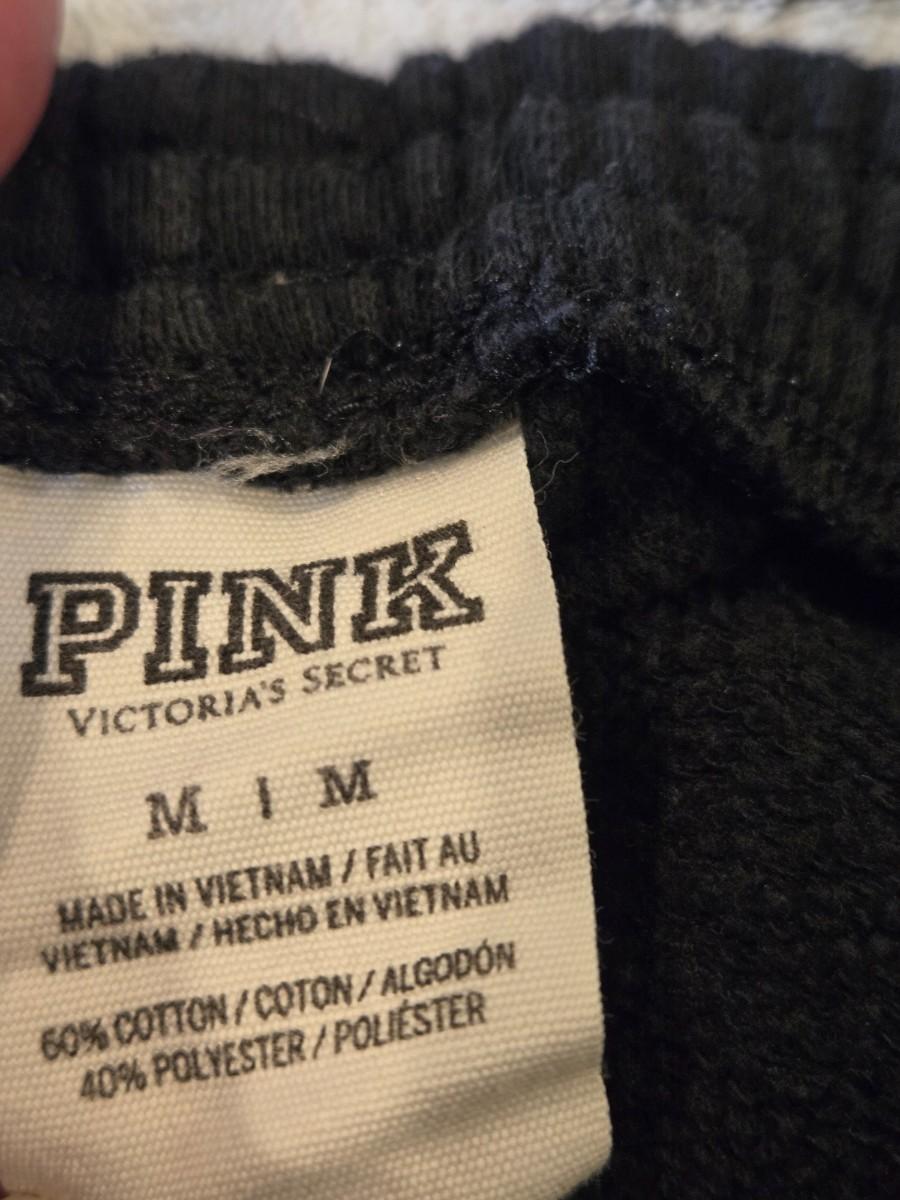 PINK
VICTORIA'S SECRET
M | M
MADE IN VIETNAM / FAIT AU
VIETNAM / HECHO EN VIETNAM
60% COTTON / COTON / ALGODÓN
40% POLYESTER / POLIÉSTER